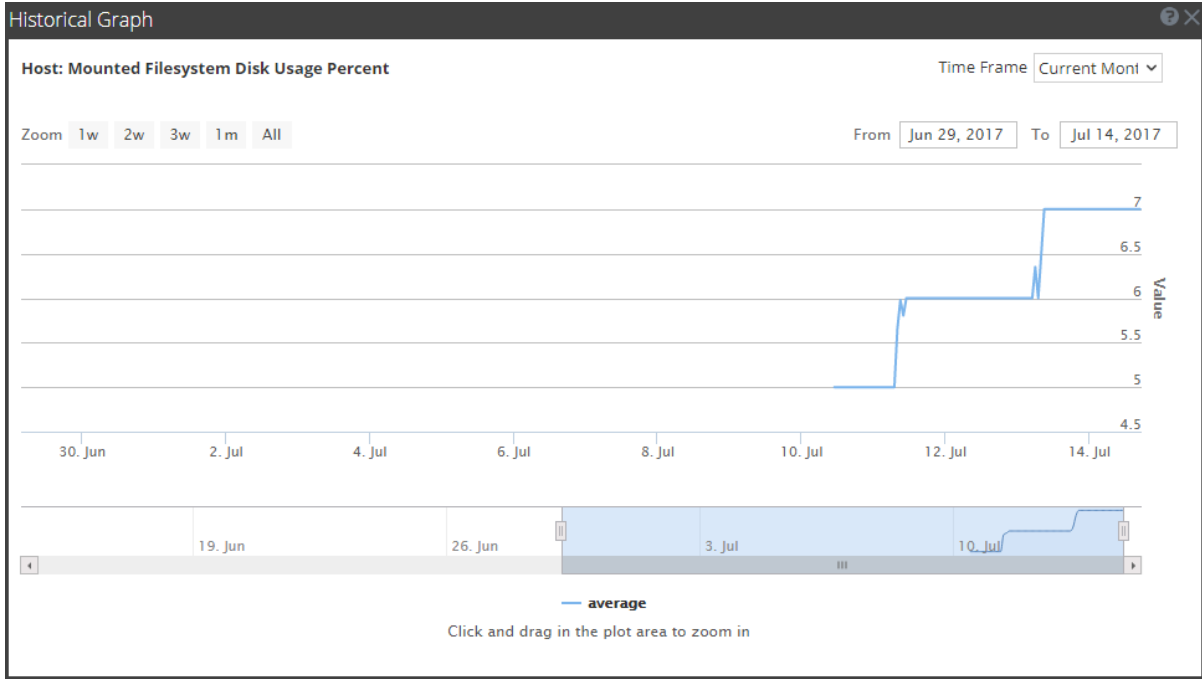 Historical Graph
Host: Mounted Filesystem Disk Usage Percent
Time Frame Current Mont
Zoom 1w 2w 3w 1m All
From Jun 29, 2017 To Jul 14, 2017
7
6.5
6
5.5
5
4.5
Value
30. Jun 2. Jul 4. Jul 6. Jul 8. Jul 10. Jul 12. Jul 14. Jul
19. Jun 26. Jun 3. Jul 10. Jul
average
Click and drag in the plot area to zoom in